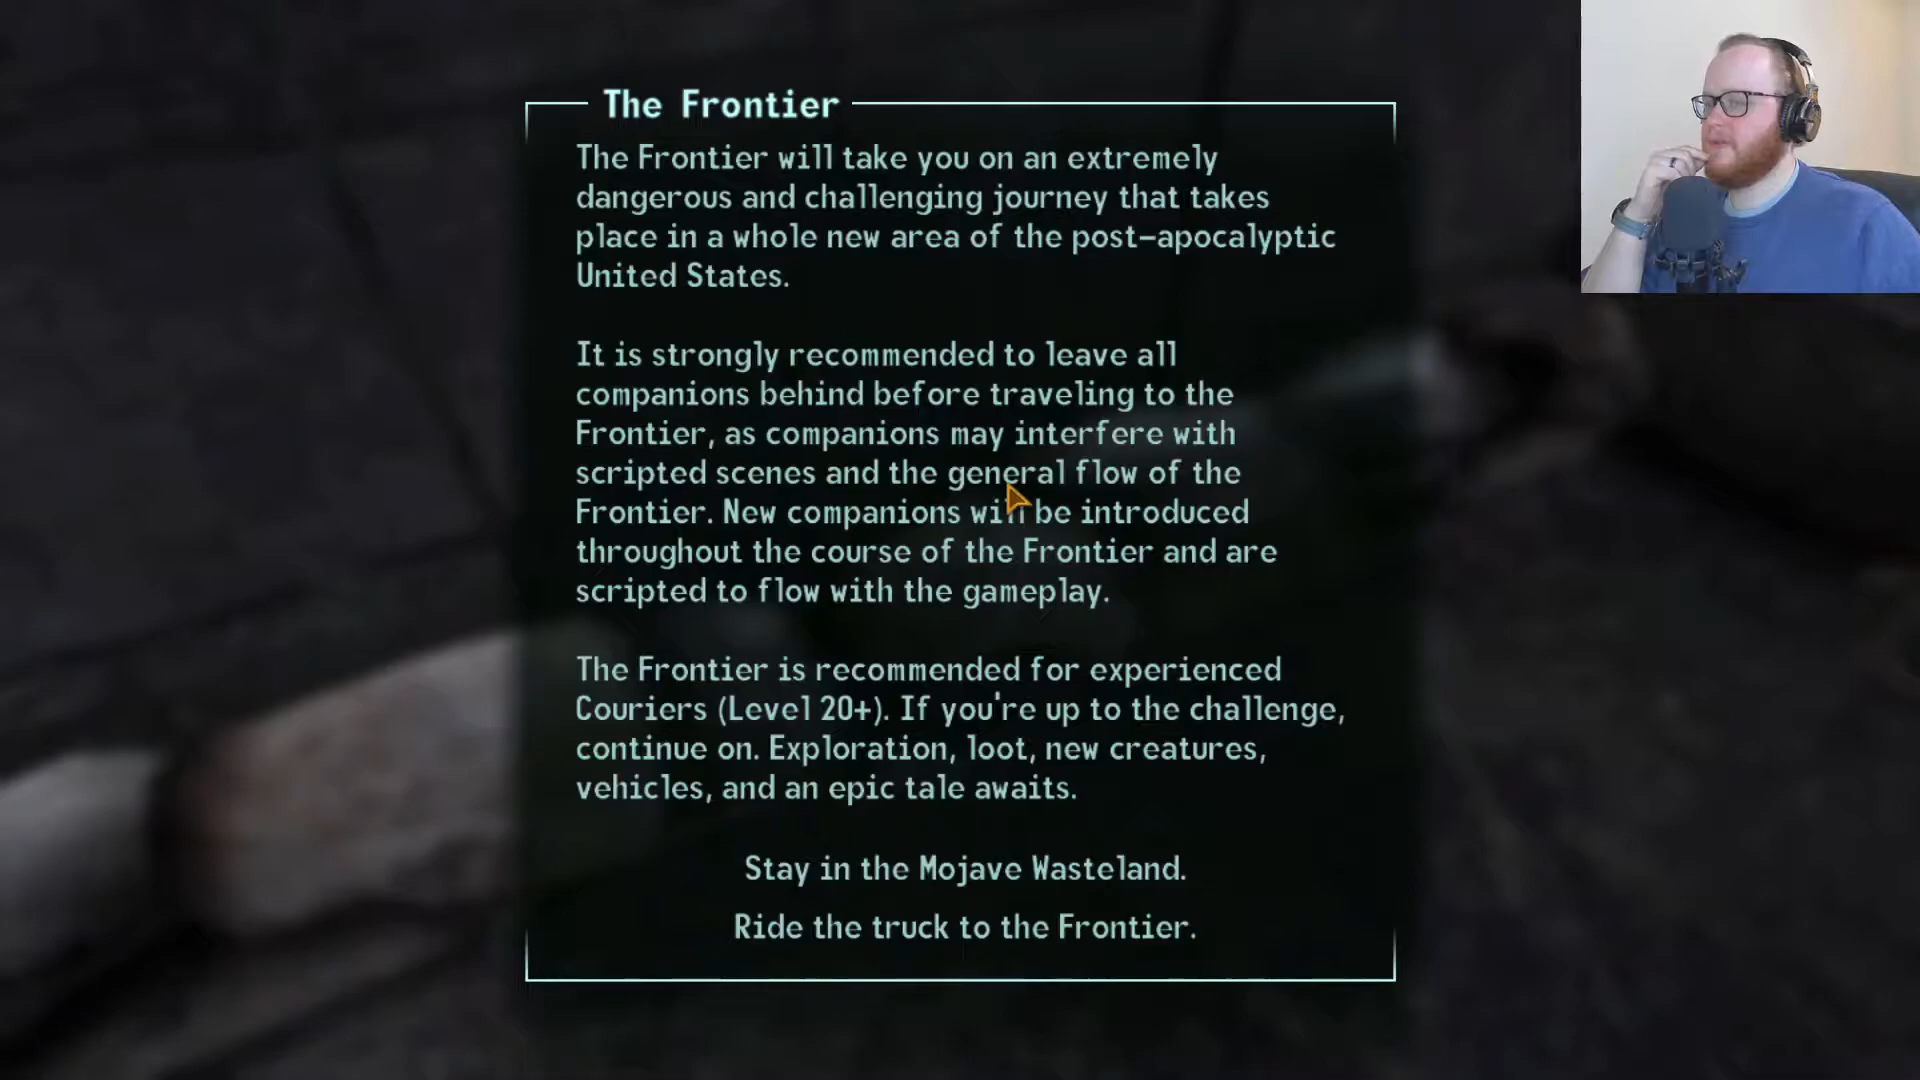 The Frontier
The Frontier will take you on an extremely
dangerous and challenging journey that takes
place in a whole new area of the post-apocalyptic
United States.
It is strongly recommended to leave all
companions behind before traveling to the
Frontier, as companions may interfere with
scripted scenes and the general flow of the
Frontier. New companions will be introduced
throughout the course of the Frontier and are
scripted to flow with the gameplay.
The Frontier is recommended for experienced
Couriers (Level 20+). If you're up to the challenge,
continue on. Exploration, loot, new creatures,
vehicles, and an epic tale awaits.
Stay in the Mojave Wasteland.
Ride the truck to the Frontier.